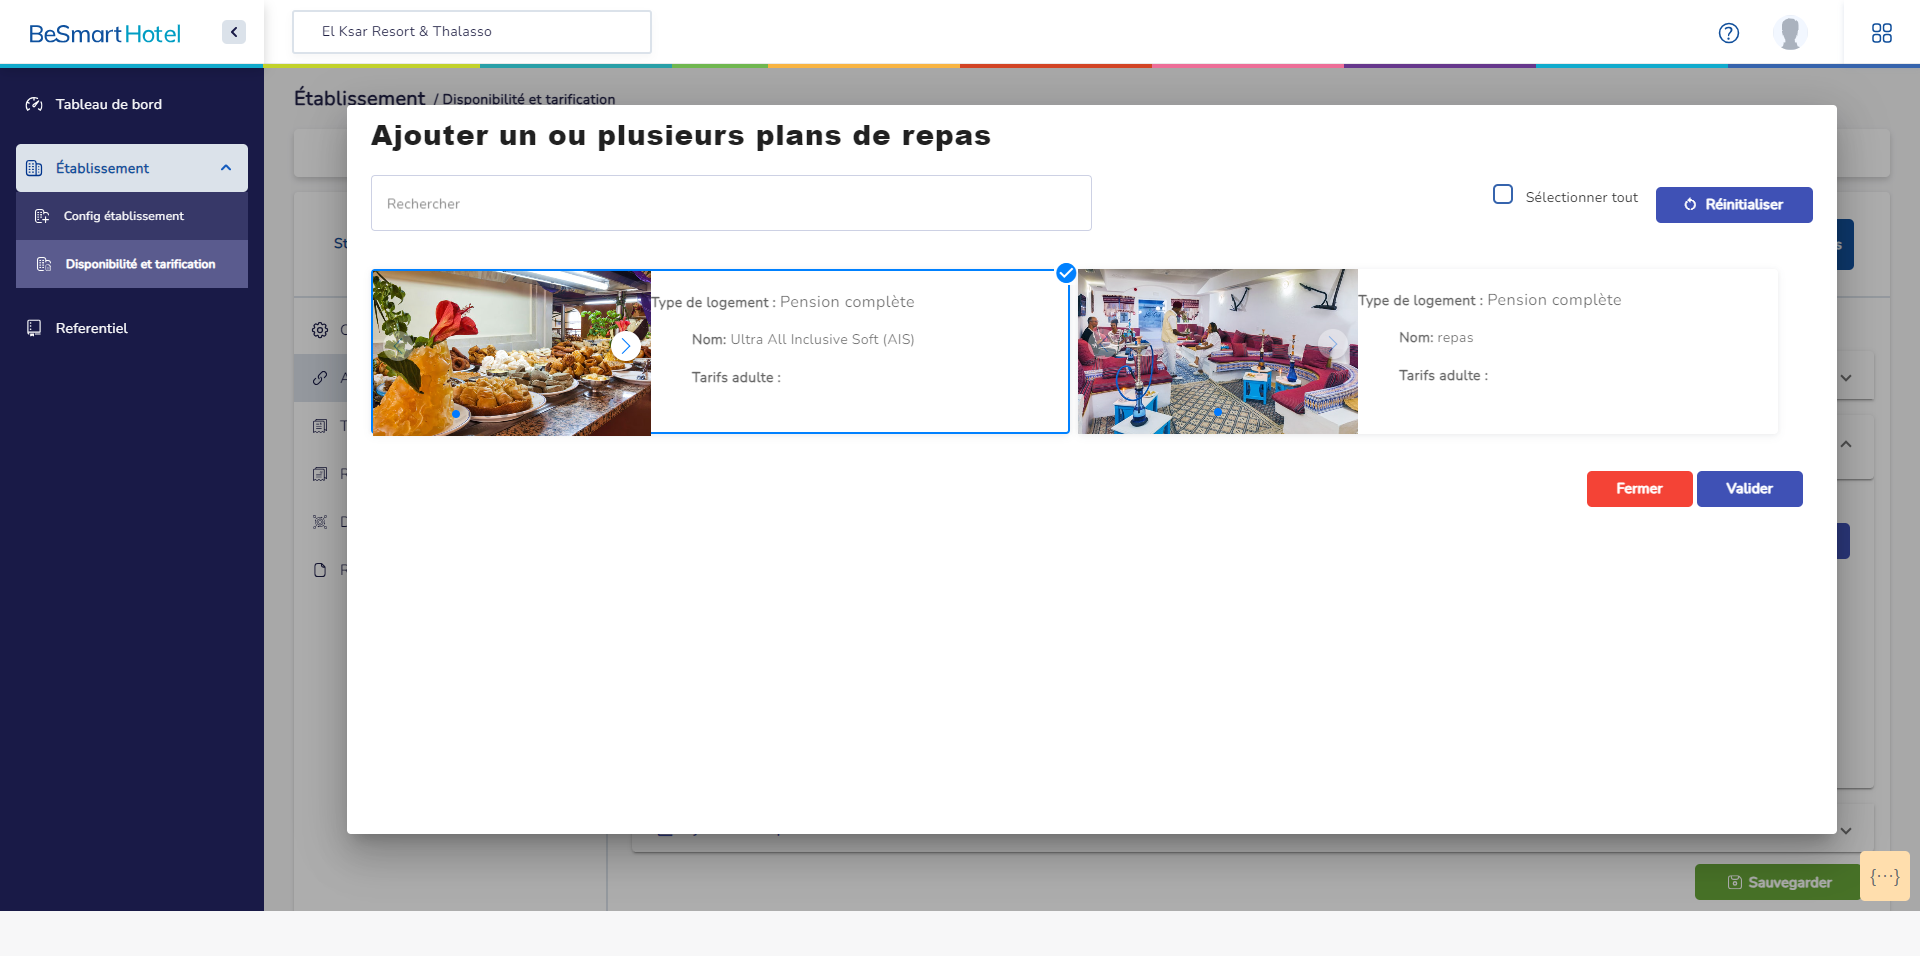 BeSmart Hotel
El Ksar Resort & Thalasso
Tableau de bord
Établissement
Config établissement
Disponibilité et tarification
Referentiel
Établissement / Disponibilité et tarification
Ajouter un ou plusieurs plans de repas
Rechercher
Sélectionner tout
Réinitialiser
Type de logement : Pension complète
Nom: Ultra All Inclusive Soft (AIS)
Tarifs adulte :
Type de logement : Pension complète
Nom: repas
Tarifs adulte :
Fermer
Valider
Sauvegarder
{···}